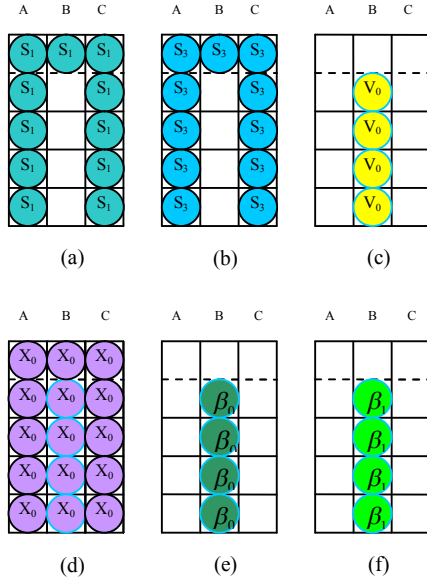 A B C A B C A B C
S₁ S₁ S₁ S₃ S₃ S₃
S₁ S₁ S₃ S₃ V₀
S₁ S₁ S₃ S₃ V₀
S₁ S₁ S₃ S₃ V₀
S₁ S₁ S₃ S₃ V₀
(a) (b) (c)
A B C A B C A B C
X₀ X₀ X₀
X₀ X₀ X₀ β₀ β₁
X₀ X₀ X₀ β₀ β₁
X₀ X₀ X₀ β₀ β₁
X₀ X₀ X₀ β₀ β₁
(d) (e) (f)